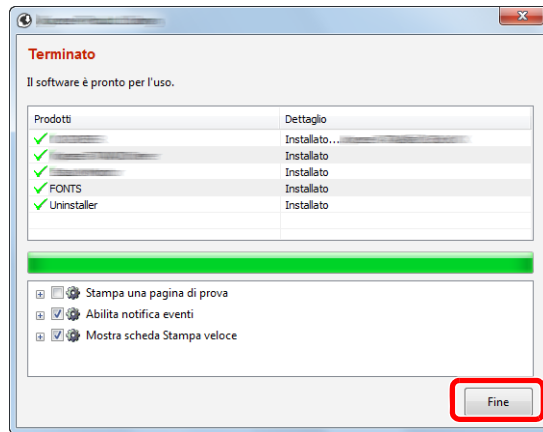 Terminato
Il software è pronto per l'uso.
Prodotti Dettaglio
Installato...
Installato
Installato
FONTS Installato
Uninstaller Installato
Stampa una pagina di prova
Abilita notifica eventi
Mostra scheda Stampa veloce
Fine